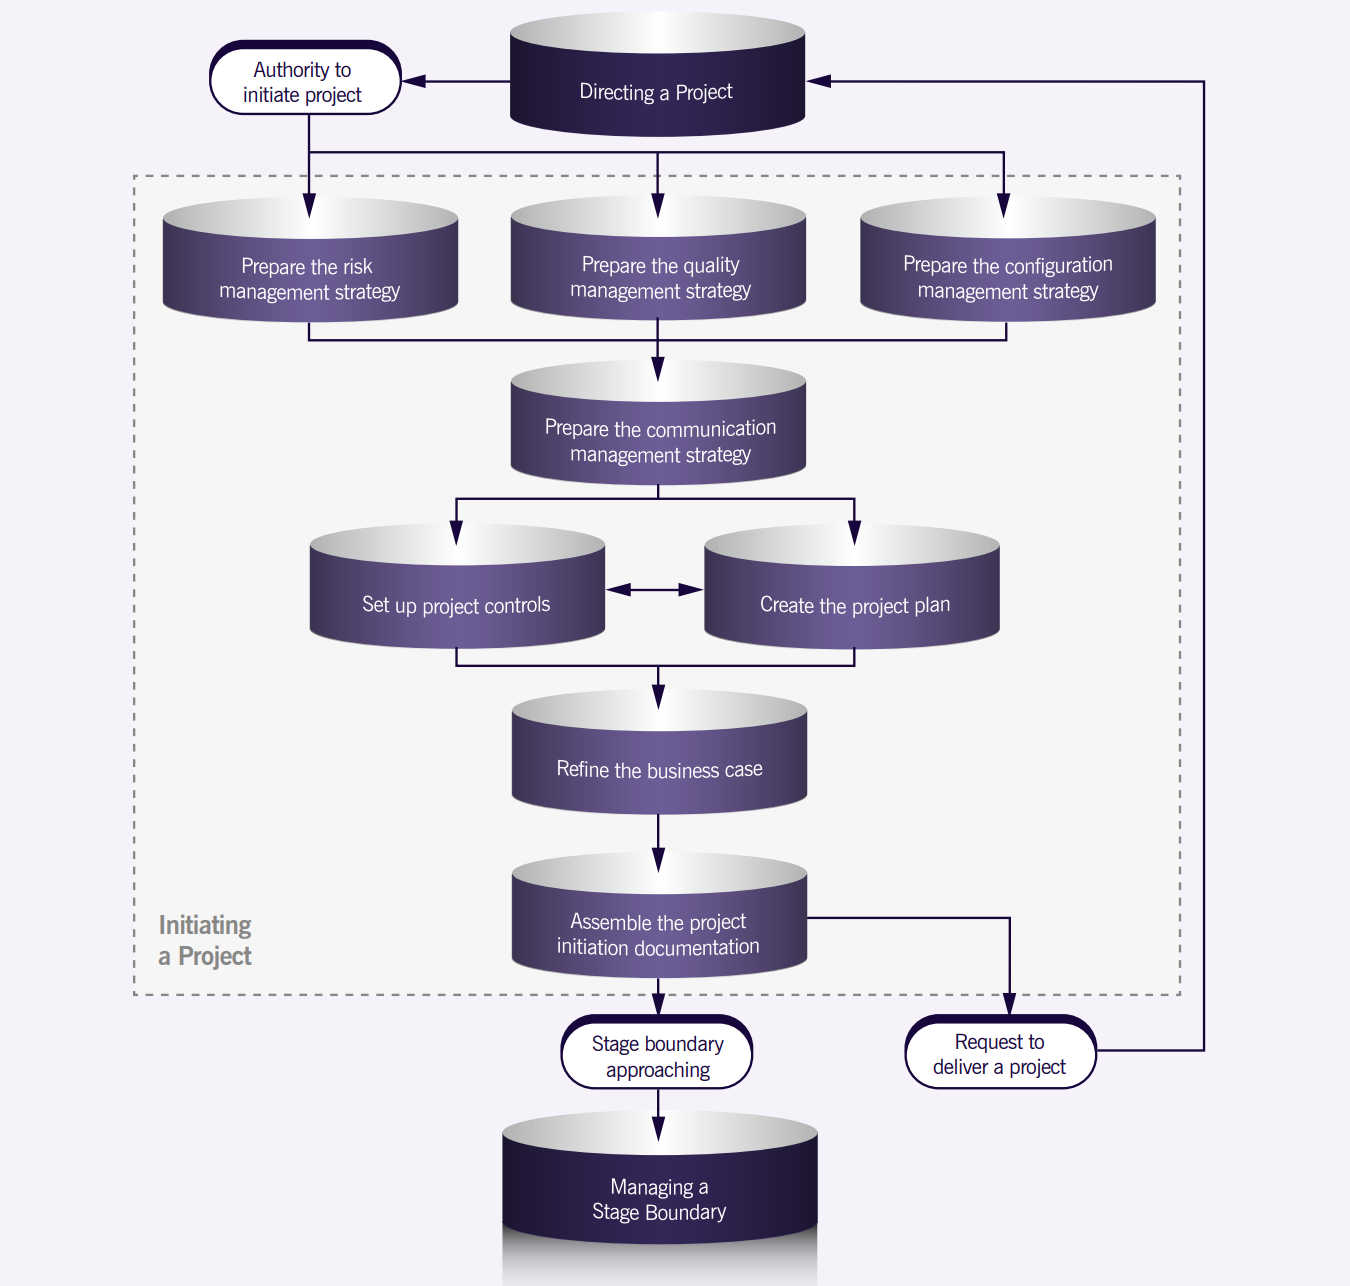 Authority to
initiate project
Directing a Project
Prepare the risk
management strategy
Prepare the quality
management strategy
Prepare the configuration
management strategy
Prepare the communication
management strategy
Set up project controls
Create the project plan
Refine the business case
Assemble the project
initiation documentation
Initiating
a Project
Stage boundary
approaching
Request to
deliver a project
Managing a
Stage Boundary